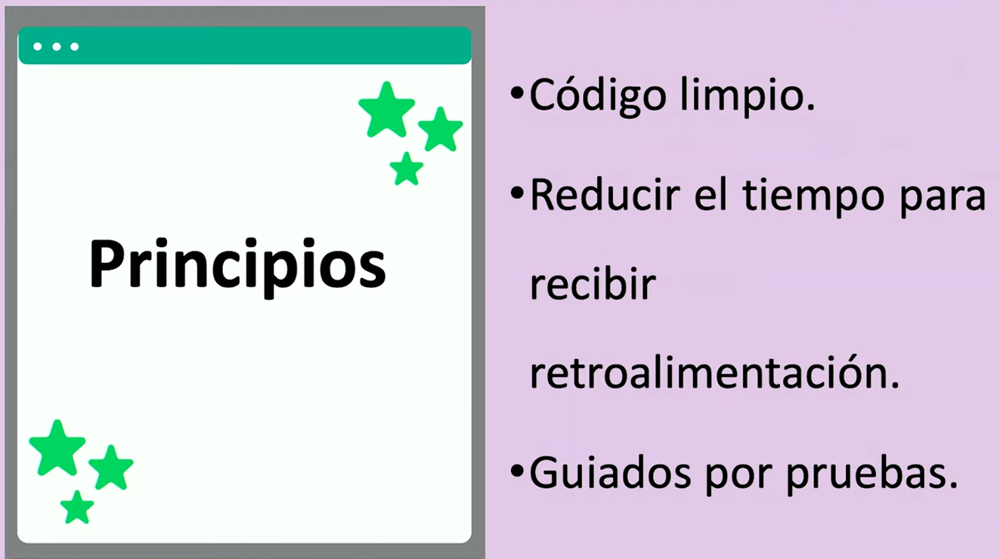 Principios
•Código limpio.
•Reducir el tiempo para
recibir
retroalimentación.
•Guiados por pruebas.